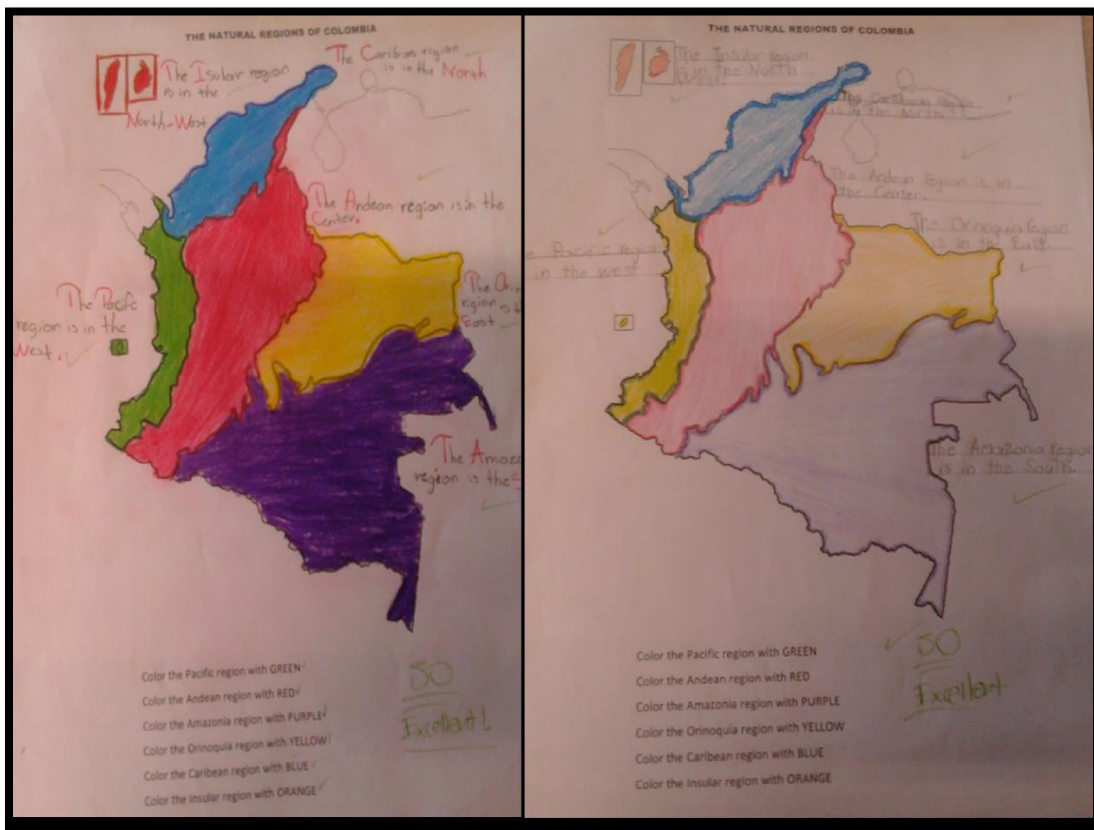 THE NATURAL REGIONS OF COLOMBIA
The Isular region
is in the
North-West
The Caribian rigion
is in the North
The Andean region is in the
Center.
The
rigion
East
The Pacific
region is in the
West.
The
region is the
Color the Pacific region with GREEN
Color the Andean region with RED
Color the Amazonia region with PURPLE
Color the Orinoquia region with YELLOW
Color the Caribean region with BLUE
Color the Insular region with ORANGE
50
Excellent!
THE NATURAL REGIONS OF COLOMBIA
The Insular region
in the North
West.
The Caribbean region
is in the North.
The Andean region is in
the Center.
The Orinoquia region
is in the East.
Pacific region
in the west
The Amazonia region
is in the South.
Color the Pacific region with GREEN
Color the Andean region with RED
Color the Amazonia region with PURPLE
Color the Orinoquia region with YELLOW
Color the Caribean region with BLUE
Color the Insular region with ORANGE
50
Excellent